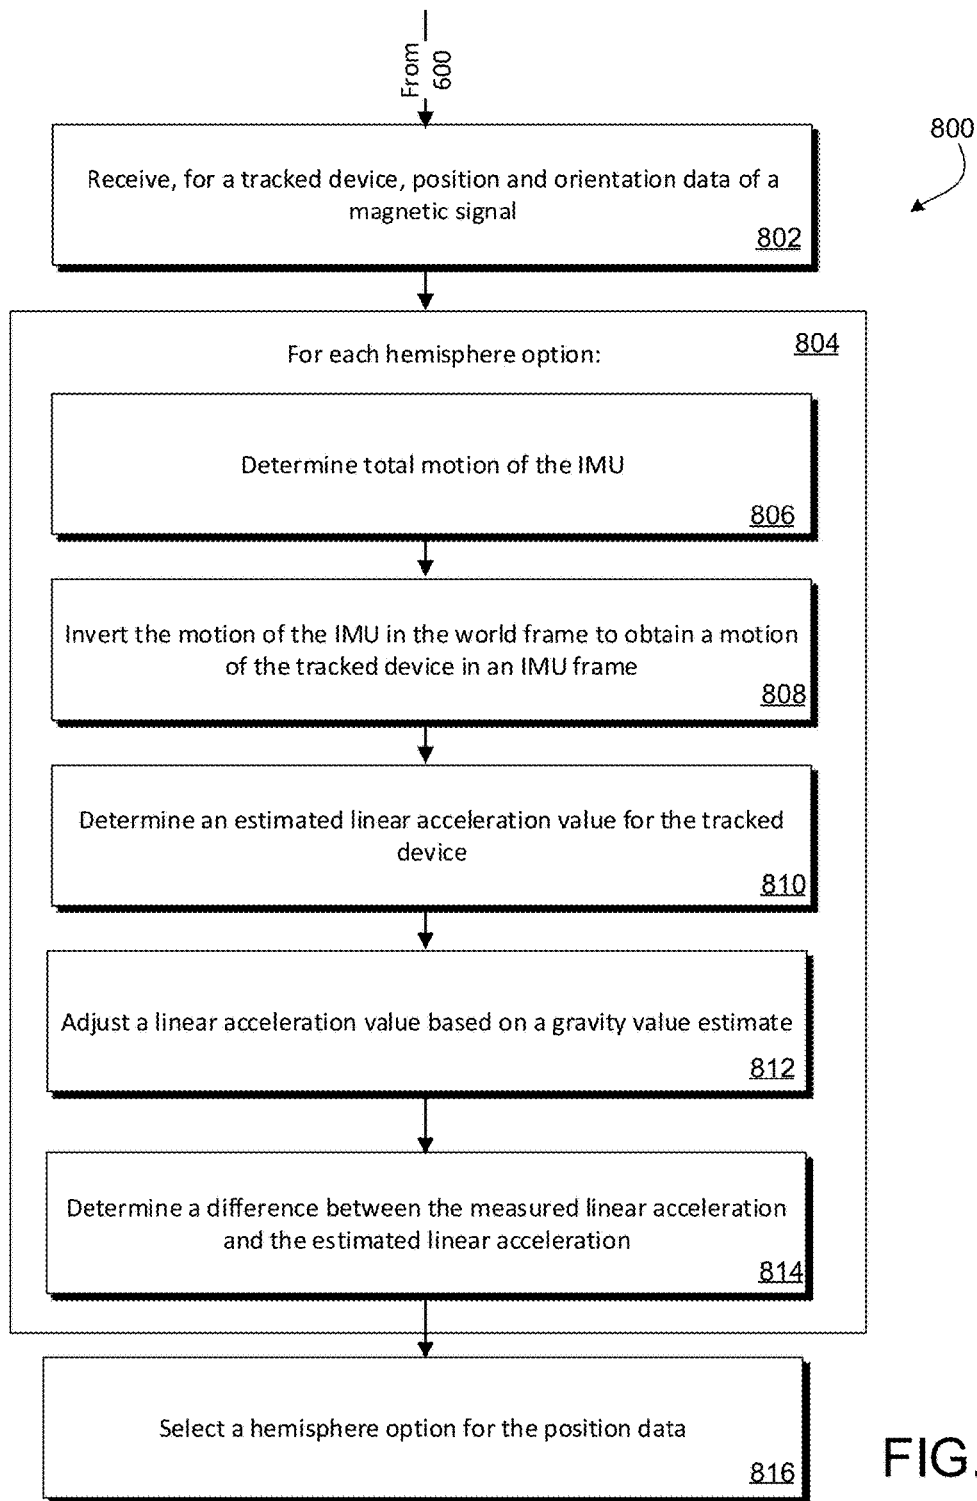 From
600
800
Receive, for a tracked device, position and orientation data of a
magnetic signal
802
804
For each hemisphere option:
Determine total motion of the IMU
806
Invert the motion of the IMU in the world frame to obtain a motion
of the tracked device in an IMU frame
808
Determine an estimated linear acceleration value for the tracked
device
810
Adjust a linear acceleration value based on a gravity value estimate
812
Determine a difference between the measured linear acceleration
and the estimated linear acceleration
814
Select a hemisphere option for the position data
816
FIG.